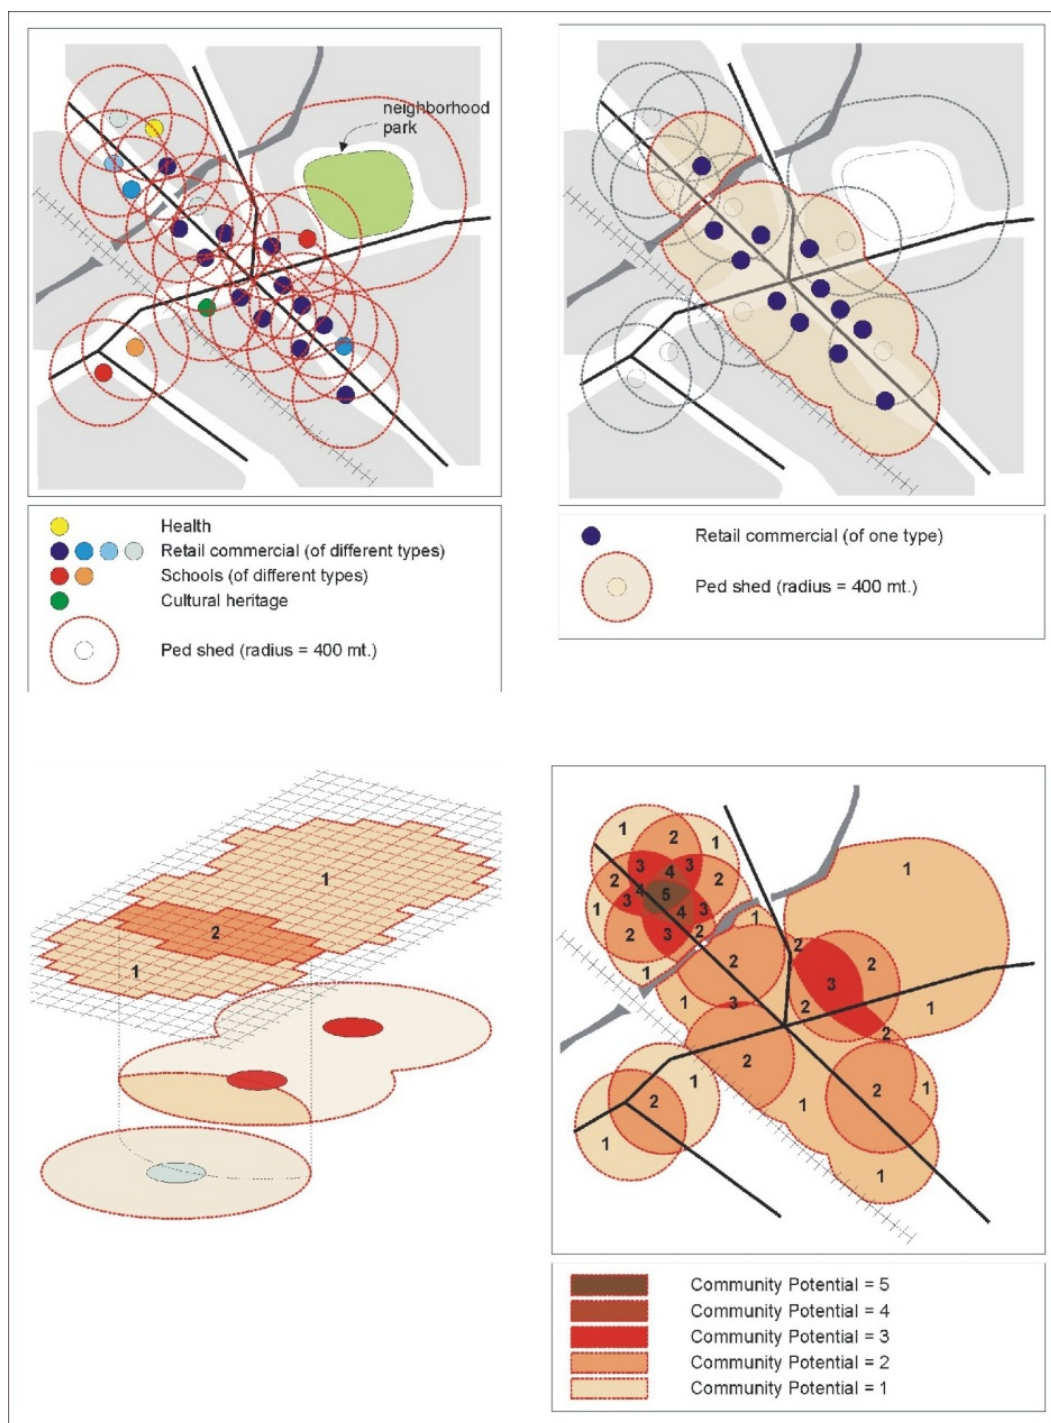 neighborhood
park
Health
Retail commercial (of different types)
Schools (of different types)
Cultural heritage
Ped shed (radius = 400 mt.)
Retail commercial (of one type)
Ped shed (radius = 400 mt.)
1
2
1
1
2
1
3
4
3
2
4
5
2
3
1
4
3
1
2
3
2
1
1
2
2
2
3
1
3
2
1
2
2
1
2
1
1
2
1
1
1
Community Potential = 5
Community Potential = 4
Community Potential = 3
Community Potential = 2
Community Potential = 1